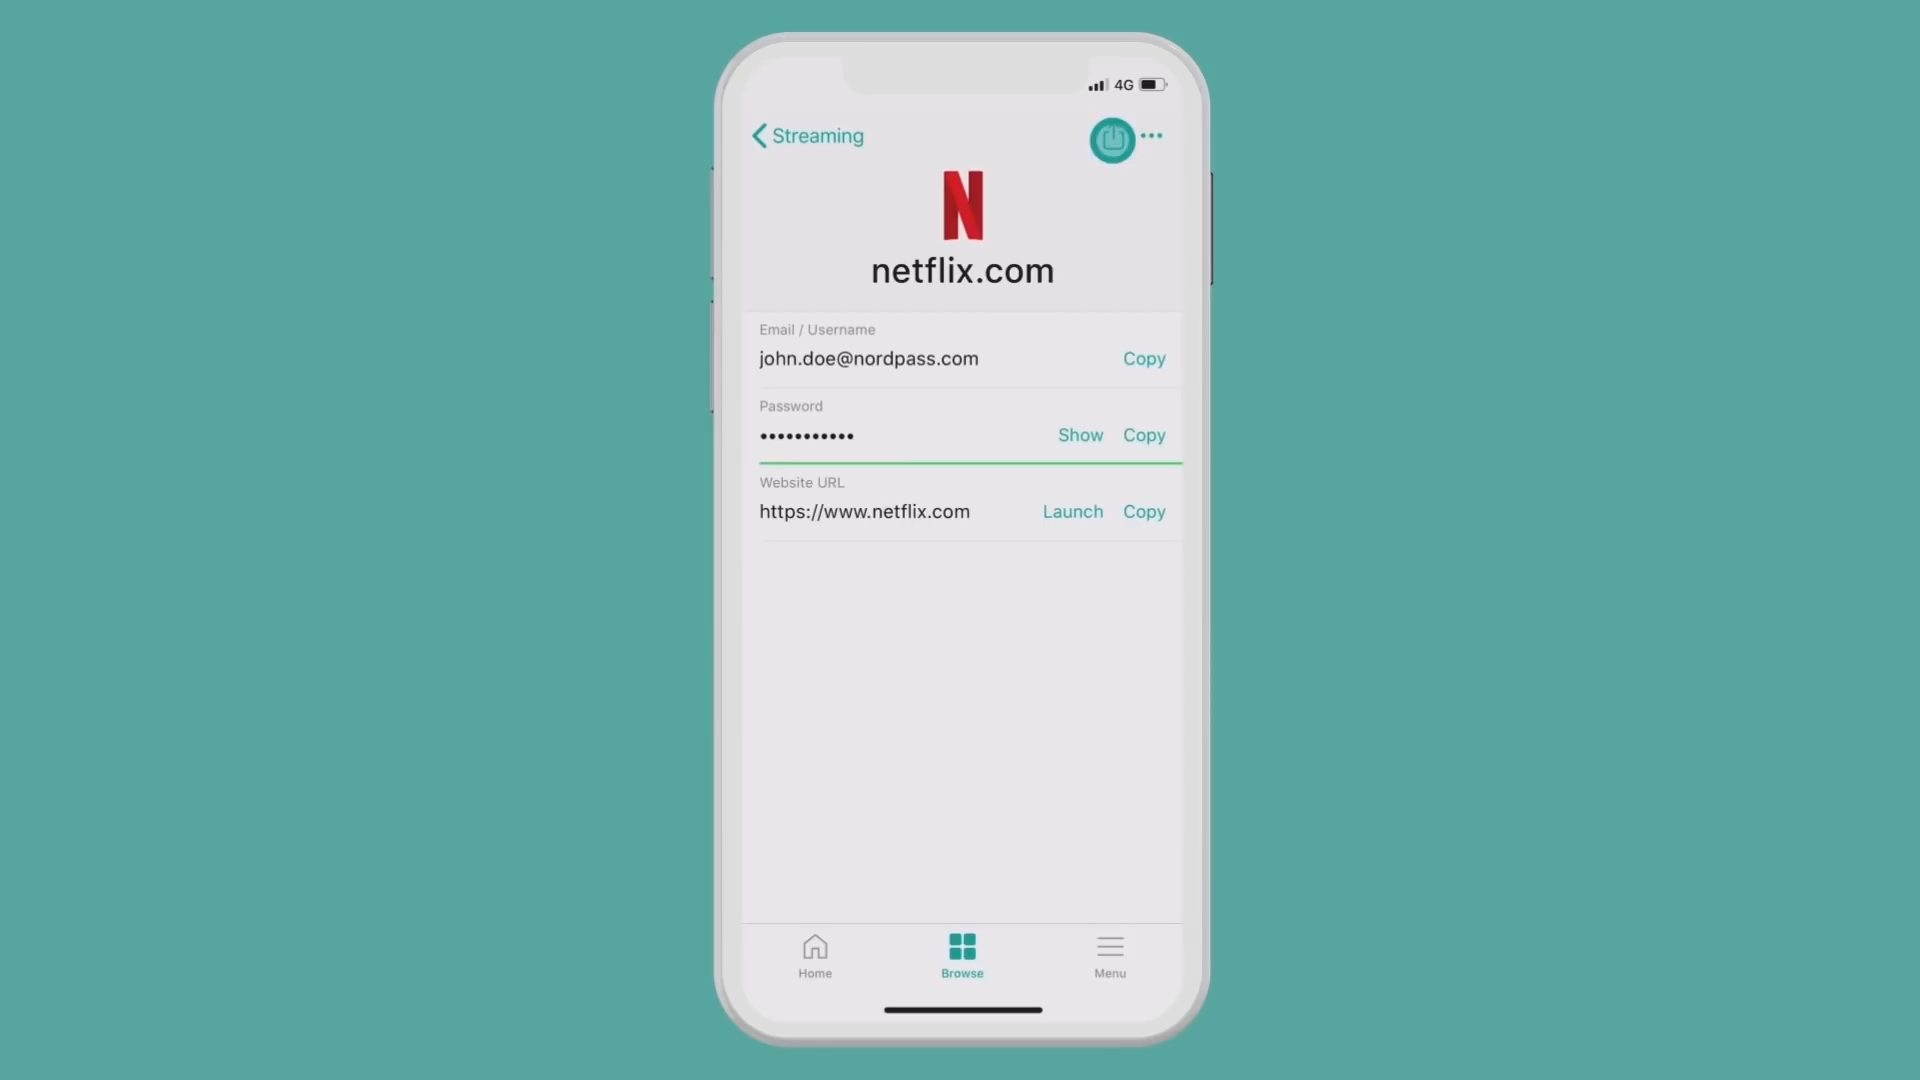 4G
Streaming
N
netflix.com
Email / Username
john.doe@nordpass.com Copy
Password
••••••••••• Show Copy
Website URL
https://www.netflix.com Launch Copy
Home Browse Menu